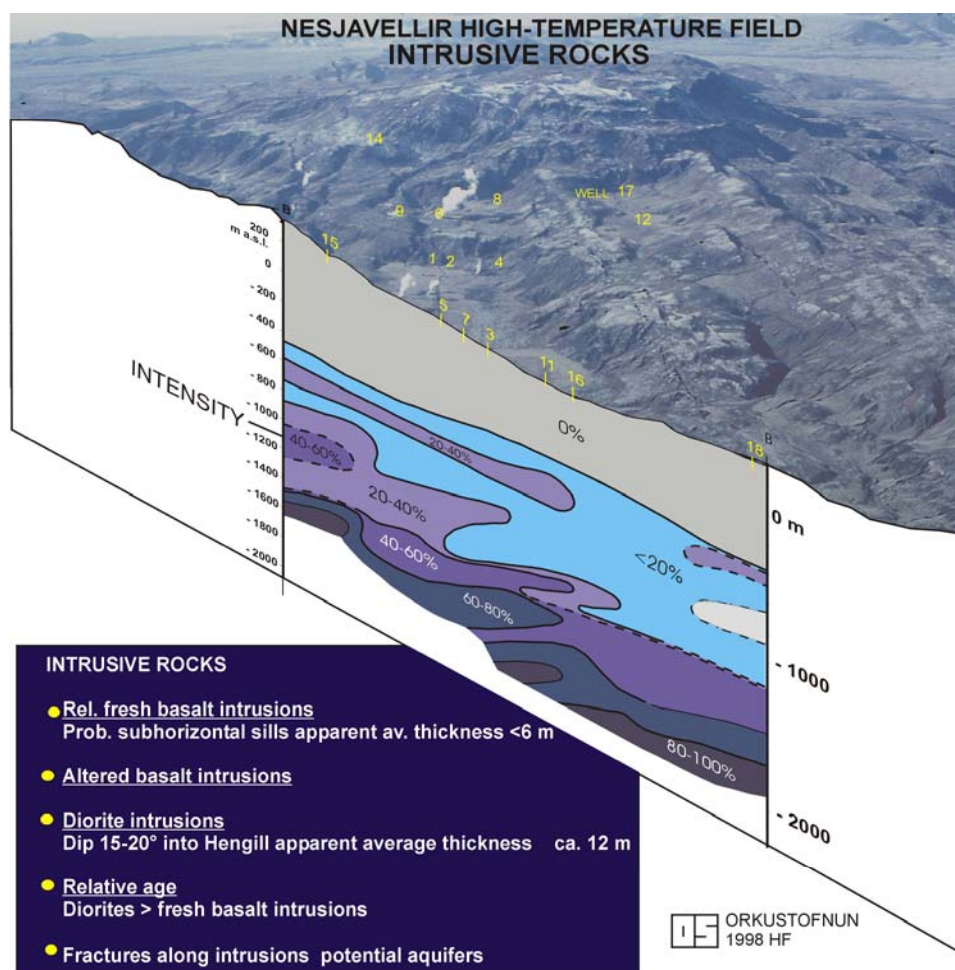 NESJAVELLIR HIGH-TEMPERATURE FIELD
INTRUSIVE ROCKS
14
WELL 17
9
6
8
12
B
200
m a.s.l.
15
0
1
2
4
- 200
- 400
5
7
3
- 600
- 800
11
16
INTENSITY
- 1000
- 1200
- 1400
- 1600
- 1800
- 2000
0%
20-40%
40-60%
20-40%
40-60%
60-80%
<20%
80-100%
B
18
0 m
- 1000
- 2000
INTRUSIVE ROCKS
Rel. fresh basalt intrusions
Prob. subhorizontal sills apparent av. thickness <6 m
Altered basalt intrusions
Diorite intrusions
Dip 15-20° into Hengill apparent average thickness ca. 12 m
Relative age
Diorites > fresh basalt intrusions
Fractures along intrusions potential aquifers
OS
ORKUSTOFNUN
1998 HF